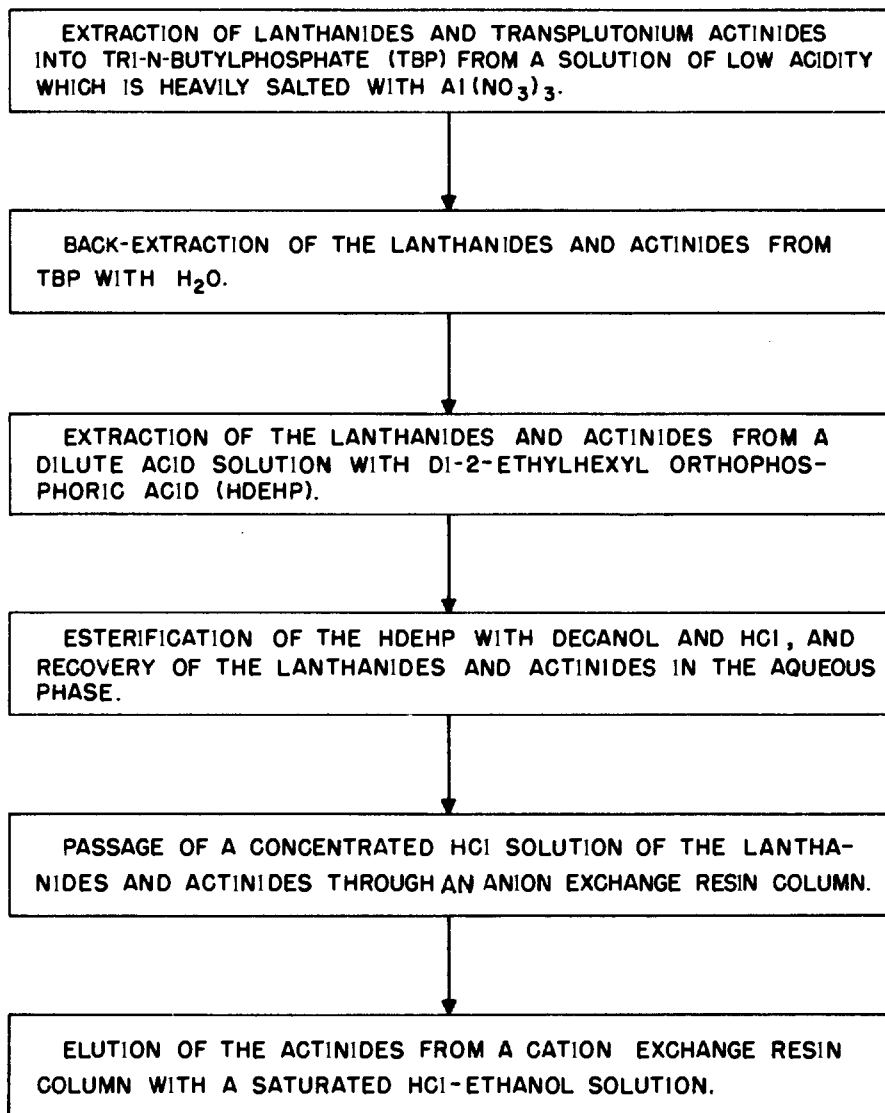 EXTRACTION OF LANTHANIDES AND TRANSPLUTONIUM ACTINIDES
INTO TRI-N-BUTYLPHOSPHATE (TBP) FROM A SOLUTION OF LOW ACIDITY
WHICH IS HEAVILY SALTED WITH Al(NO3)3.
BACK-EXTRACTION OF THE LANTHANIDES AND ACTINIDES FROM
TBP WITH H2O.
EXTRACTION OF THE LANTHANIDES AND ACTINIDES FROM A
DILUTE ACID SOLUTION WITH DI-2-ETHYLHEXYL ORTHOPHOS-
PHORIC ACID (HDEHP).
ESTERIFICATION OF THE HDEHP WITH DECANOL AND HCl, AND
RECOVERY OF THE LANTHANIDES AND ACTINIDES IN THE AQUEOUS
PHASE.
PASSAGE OF A CONCENTRATED HCl SOLUTION OF THE LANTHA-
NIDES AND ACTINIDES THROUGH AN ANION EXCHANGE RESIN COLUMN.
ELUTION OF THE ACTINIDES FROM A CATION EXCHANGE RESIN
COLUMN WITH A SATURATED HCl-ETHANOL SOLUTION.